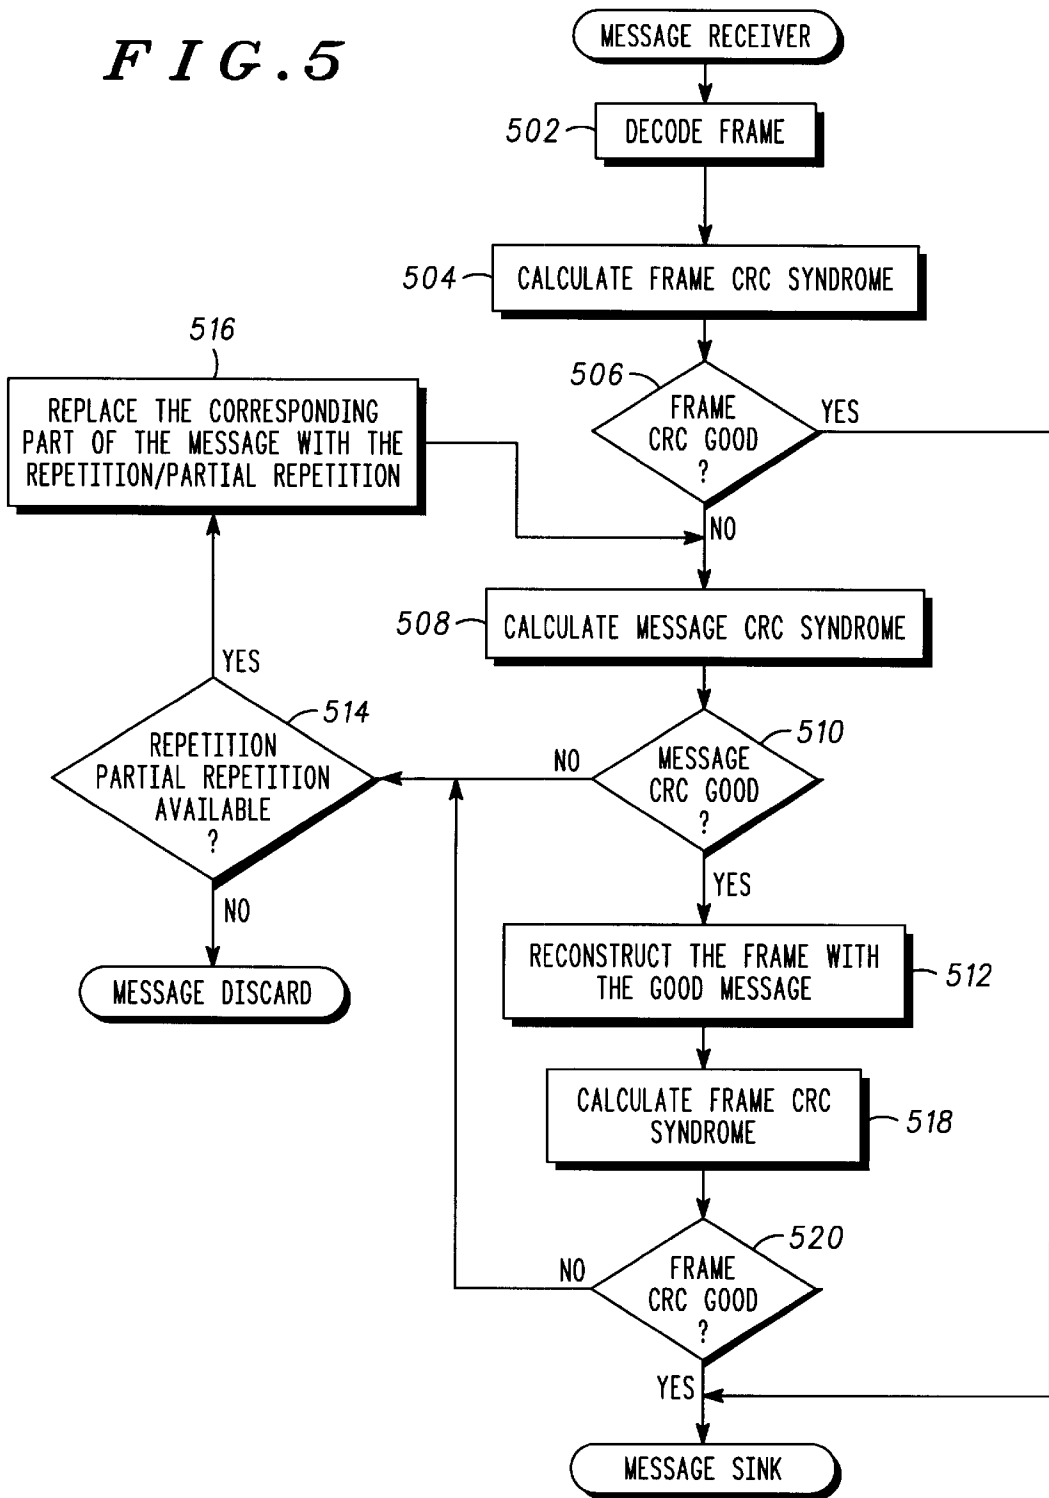 FIG.5
MESSAGE RECEIVER
502
DECODE FRAME
504
CALCULATE FRAME CRC SYNDROME
516
506
REPLACE THE CORRESPONDING
PART OF THE MESSAGE WITH THE
REPETITION/PARTIAL REPETITION
FRAME
CRC GOOD
?
YES
NO
508
CALCULATE MESSAGE CRC SYNDROME
YES
514
REPETITION
PARTIAL REPETITION
AVAILABLE
?
NO
510
MESSAGE
CRC GOOD
?
YES
NO
MESSAGE DISCARD
RECONSTRUCT THE FRAME WITH
THE GOOD MESSAGE
512
CALCULATE FRAME CRC
SYNDROME
518
520
NO
FRAME
CRC GOOD
?
YES
MESSAGE SINK